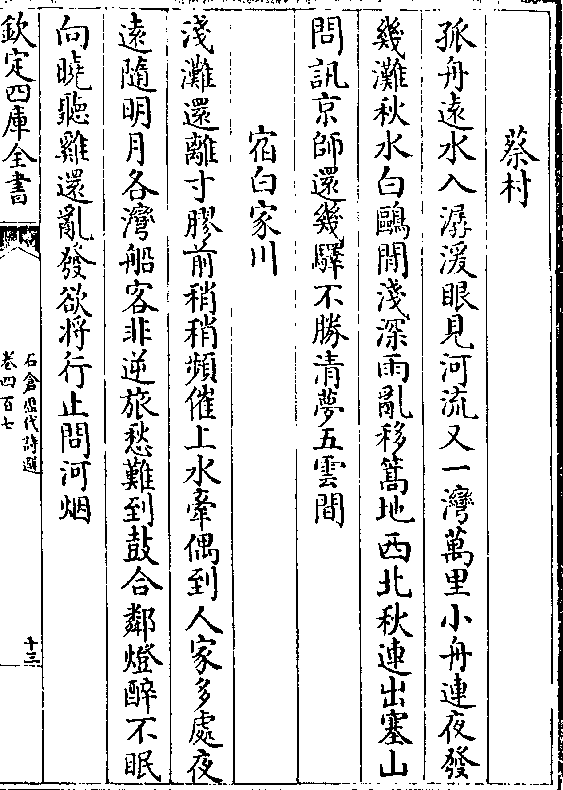 蔡村
孤舟遠水入潺湲眼見河流又一灣萬里小舟連夜發
幾灘秋水白鷗閒淺深雨亂移篙地西北秋連出塞山
問訊京師還幾驛不勝清夢五雲間
宿白家川
淺灘還離寸膠前稍稍頻催上水牽偶到人家多處夜
遠隨明月各灣船客非逆旅愁難到鼓合鄰燈醉不眠
向曉聽雞還亂發欲將行止問河烟
欽定四庫全書
石倉歷代詩選
卷四百七
十三